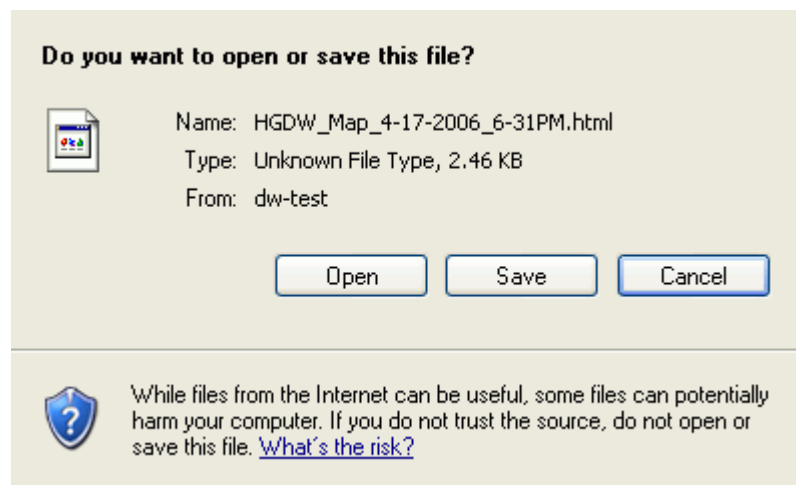 Do you want to open or save this file?
Name: HGDW_Map_4-17-2006_6-31PM.html
Type: Unknown File Type, 2.46 KB
From: dw-test
Open Save Cancel
While files from the Internet can be useful, some files can potentially
harm your computer. If you do not trust the source, do not open or
save this file. What's the risk?